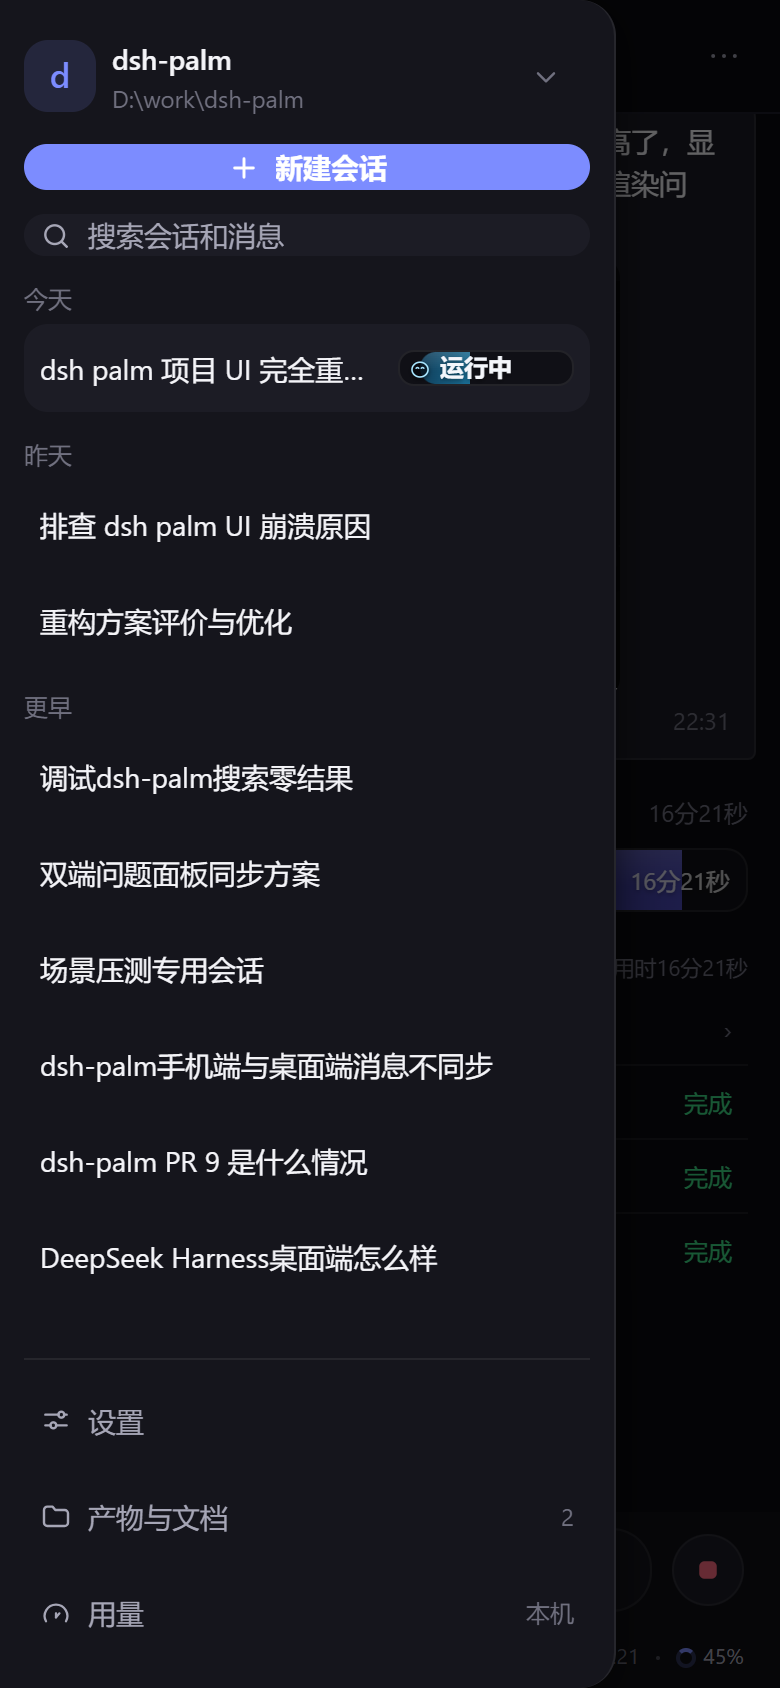 dsh-palm
D:\work\dsh-palm
新建会话
搜索会话和消息
今天
dsh palm 项目 UI 完全重...
运行中
昨天
排查 dsh palm UI 崩溃原因
重构方案评价与优化
更早
调试dsh-palm搜索零结果
双端问题面板同步方案
场景压测专用会话
dsh-palm手机端与桌面端消息不同步
dsh-palm PR 9 是什么情况
DeepSeek Harness桌面端怎么样
设置
产物与文档
2
用量
本机
高了，显
渲染问
22:31
16分21秒
16分21秒
用时16分21秒
完成
完成
完成
21 · 45%